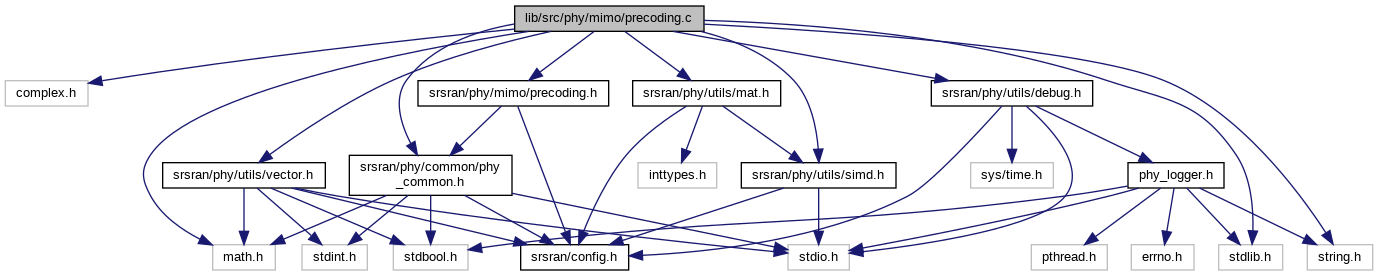 lib/src/phy/mimo/precoding.c
complex.h
srsran/phy/mimo/precoding.h
srsran/phy/utils/mat.h
srsran/phy/utils/debug.h
srsran/phy/utils/vector.h
srsran/phy/common/phy
_common.h
inttypes.h
srsran/phy/utils/simd.h
sys/time.h
phy_logger.h
math.h
stdint.h
stdbool.h
srsran/config.h
stdio.h
pthread.h
errno.h
stdlib.h
string.h